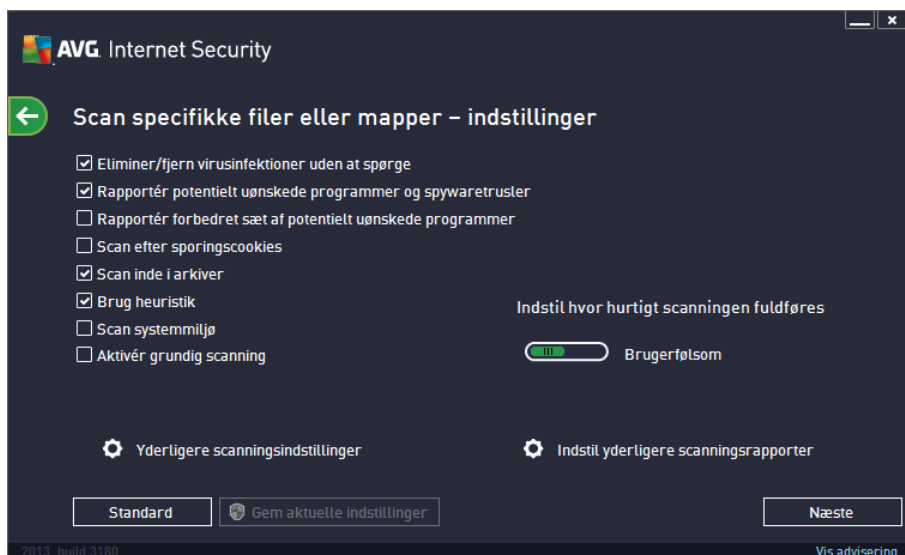 AVG. Internet Security
Scan specifikke filer eller mapper – indstillinger
Eliminer/fjern virusinfektioner uden at spørge
Rapportér potentielt uønskede programmer og spywaretrusler
Rapportér forbedret sæt af potentielt uønskede programmer
Scan efter sporingscookies
Scan inde i arkiver
Brug heuristik
Scan systemmiljø
Aktivér grundig scanning
Indstil hvor hurtigt scanningen fuldføres
Brugerfølsom
Yderligere scanningsindstillinger
Indstil yderligere scanningsrapporter
Standard
Gem aktuelle indstillinger
Næste
2013 build 3180
Vis advisering